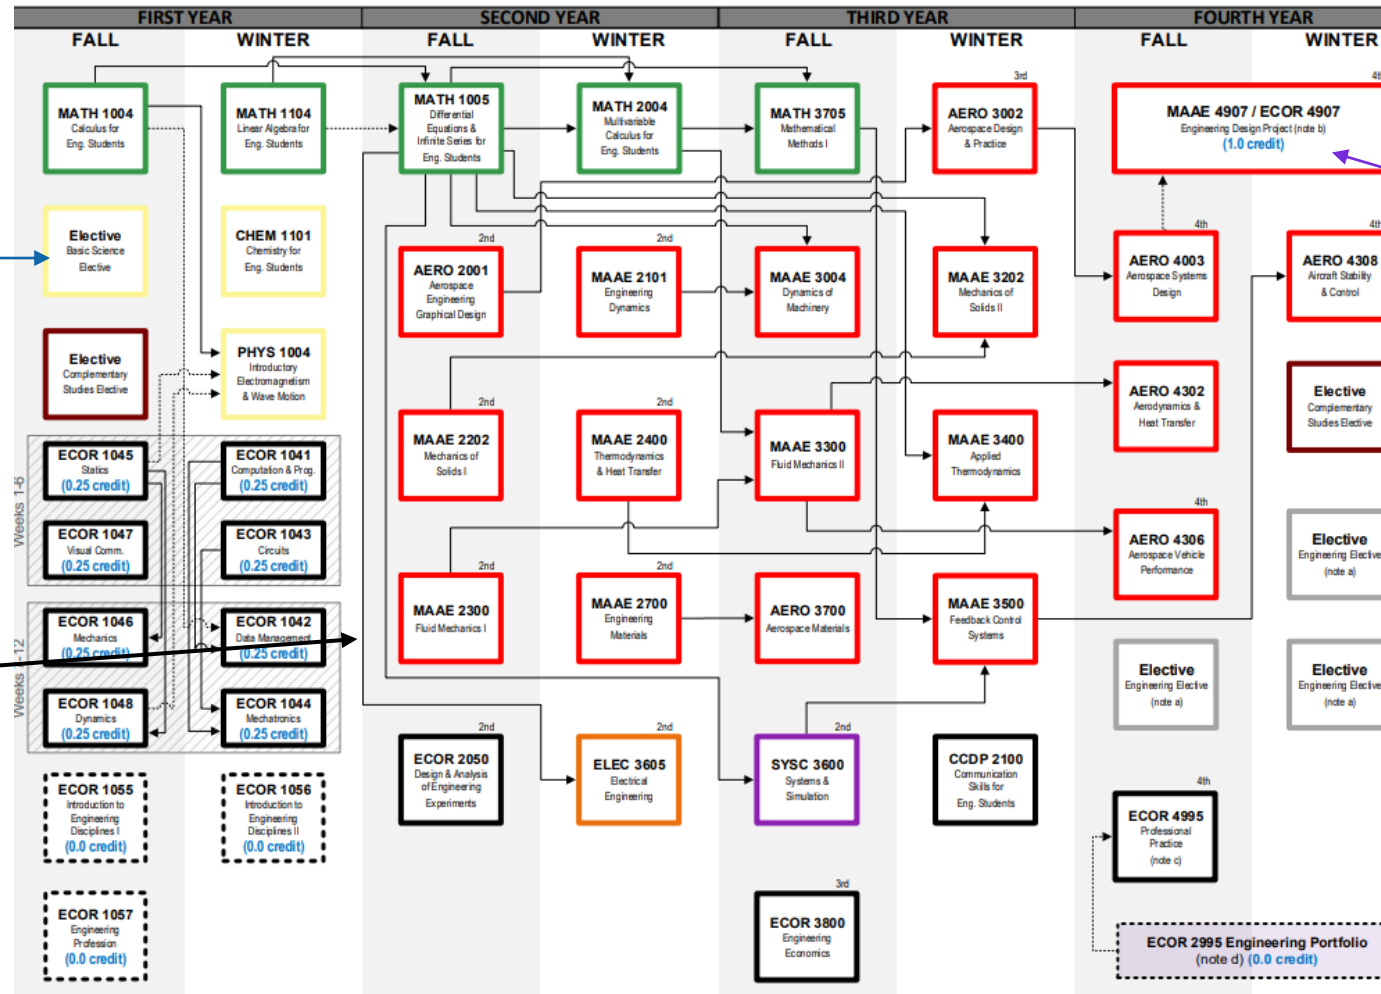 FIRST YEAR
SECOND YEAR
THIRD YEAR
FOURTH YEAR
FALL
WINTER
FALL
WINTER
FALL
WINTER
FALL
WINTER
MATH 1004
Calculus for
Eng. Students
MATH 1104
Linear Algebra for
Eng. Students
MATH 1005
Differential
Equations &
Infinite Series for
Eng. Students
MATH 2004
Multivariable
Calculus for
Eng. Students
MATH 3705
Mathematical
Methods I
3rd
AERO 3002
Aerospace Design
& Practice
4th
MAAE 4907 / ECOR 4907
Engineering Design Project (note b)
(1.0 credit)
Elective
Basic Science
Elective
CHEM 1101
Chemistry for
Eng. Students
2nd
AERO 2001
Aerospace
Engineering
Graphical Design
2nd
MAAE 2101
Engineering
Dynamics
MAAE 3004
Dynamics of
Machinery
MAAE 3202
Mechanics of
Solids II
4th
AERO 4003
Aerospace Systems
Design
4th
AERO 4308
Aircraft Stability
& Control
Elective
Complementary
Studies Elective
PHYS 1004
Introductory
Electromagnetism
& Wave Motion
2nd
MAAE 2202
Mechanics of
Solids I
2nd
MAAE 2400
Thermodynamics
& Heat Transfer
MAAE 3300
Fluid Mechanics II
MAAE 3400
Applied
Thermodynamics
AERO 4302
Aerodynamics &
Heat Transfer
Elective
Complementary
Studies Elective
Weeks 1-6
ECOR 1045
Statics
(0.25 credit)
ECOR 1041
Computation & Prog.
(0.25 credit)
ECOR 1047
Visual Comm.
(0.25 credit)
ECOR 1043
Circuits
(0.25 credit)
4th
AERO 4306
Aerospace Vehicle
Performance
Elective
Engineering Elective
(note a)
Weeks -12
ECOR 1046
Mechanics
(0.25 credit)
ECOR 1042
Data Management
(0.25 credit)
ECOR 1048
Dynamics
(0.25 credit)
ECOR 1044
Mechatronics
(0.25 credit)
2nd
MAAE 2300
Fluid Mechanics I
2nd
MAAE 2700
Engineering
Materials
AERO 3700
Aerospace Materials
MAAE 3500
Feedback Control
Systems
Elective
Engineering Elective
(note a)
Elective
Engineering Elective
(note a)
ECOR 1055
Introduction to
Engineering
Disciplines I
(0.0 credit)
ECOR 1056
Introduction to
Engineering
Disciplines II
(0.0 credit)
2nd
ECOR 2050
Design & Analysis
of Engineering
Experiments
2nd
ELEC 3605
Electrical
Engineering
2nd
SYSC 3600
Systems &
Simulation
CCDP 2100
Communication
Skills for
Eng. Students
4th
ECOR 4995
Professional
Practice
(note c)
ECOR 1057
Engineering
Profession
(0.0 credit)
3rd
ECOR 3800
Engineering
Economics
ECOR 2995 Engineering Portfolio
(note d) (0.0 credit)